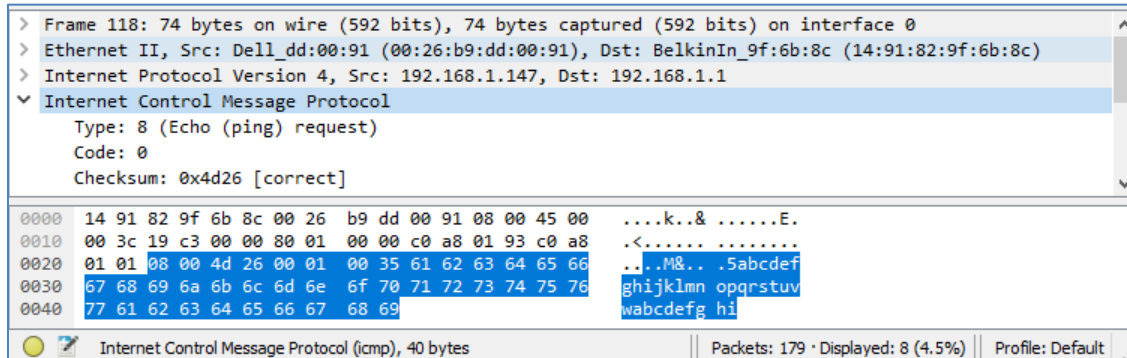 > Frame 118: 74 bytes on wire (592 bits), 74 bytes captured (592 bits) on interface 0
> Ethernet II, Src: Dell_dd:00:91 (00:26:b9:dd:00:91), Dst: BelkinIn_9f:6b:8c (14:91:82:9f:6b:8c)
> Internet Protocol Version 4, Src: 192.168.1.147, Dst: 192.168.1.1
Internet Control Message Protocol
Type: 8 (Echo (ping) request)
Code: 0
Checksum: 0x4d26 [correct]
0000 14 91 82 9f 6b 8c 00 26 b9 dd 00 91 08 00 45 00 ....k..& ......E.
0010 00 3c 19 c3 00 00 80 01 00 00 c0 a8 01 93 c0 a8 .<...... ........
0020 01 01 08 00 4d 26 00 01 00 35 61 62 63 64 65 66 ....M&.. .5abcdef
0030 67 68 69 6a 6b 6c 6d 6e 6f 70 71 72 73 74 75 76 ghijklmn opqrstuv
0040 77 61 62 63 64 65 66 67 68 69 wabcdefg hi
Internet Control Message Protocol (icmp), 40 bytes Packets: 179 · Displayed: 8 (4.5%) Profile: Default